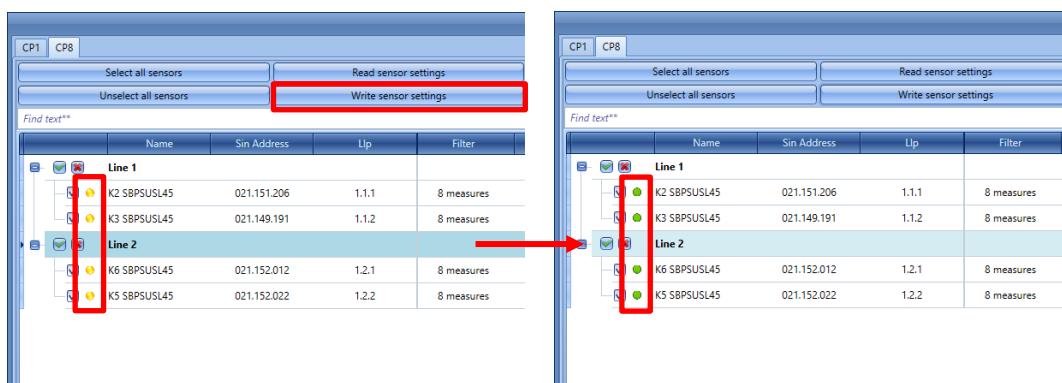 CP1 CP8
Select all sensors Read sensor settings
Unselect all sensors Write sensor settings
Find text**
Name Sin Address Llp Filter
Line 1
K2 SBPSUSL45 021.151.206 1.1.1 8 measures
K3 SBPSUSL45 021.149.191 1.1.2 8 measures
Line 2
K6 SBPSUSL45 021.152.012 1.2.1 8 measures
K5 SBPSUSL45 021.152.022 1.2.2 8 measures
CP1 CP8
Select all sensors Read sensor settings
Unselect all sensors Write sensor settings
Find text**
Name Sin Address Llp Filter
Line 1
K2 SBPSUSL45 021.151.206 1.1.1 8 measures
K3 SBPSUSL45 021.149.191 1.1.2 8 measures
Line 2
K6 SBPSUSL45 021.152.012 1.2.1 8 measures
K5 SBPSUSL45 021.152.022 1.2.2 8 measures